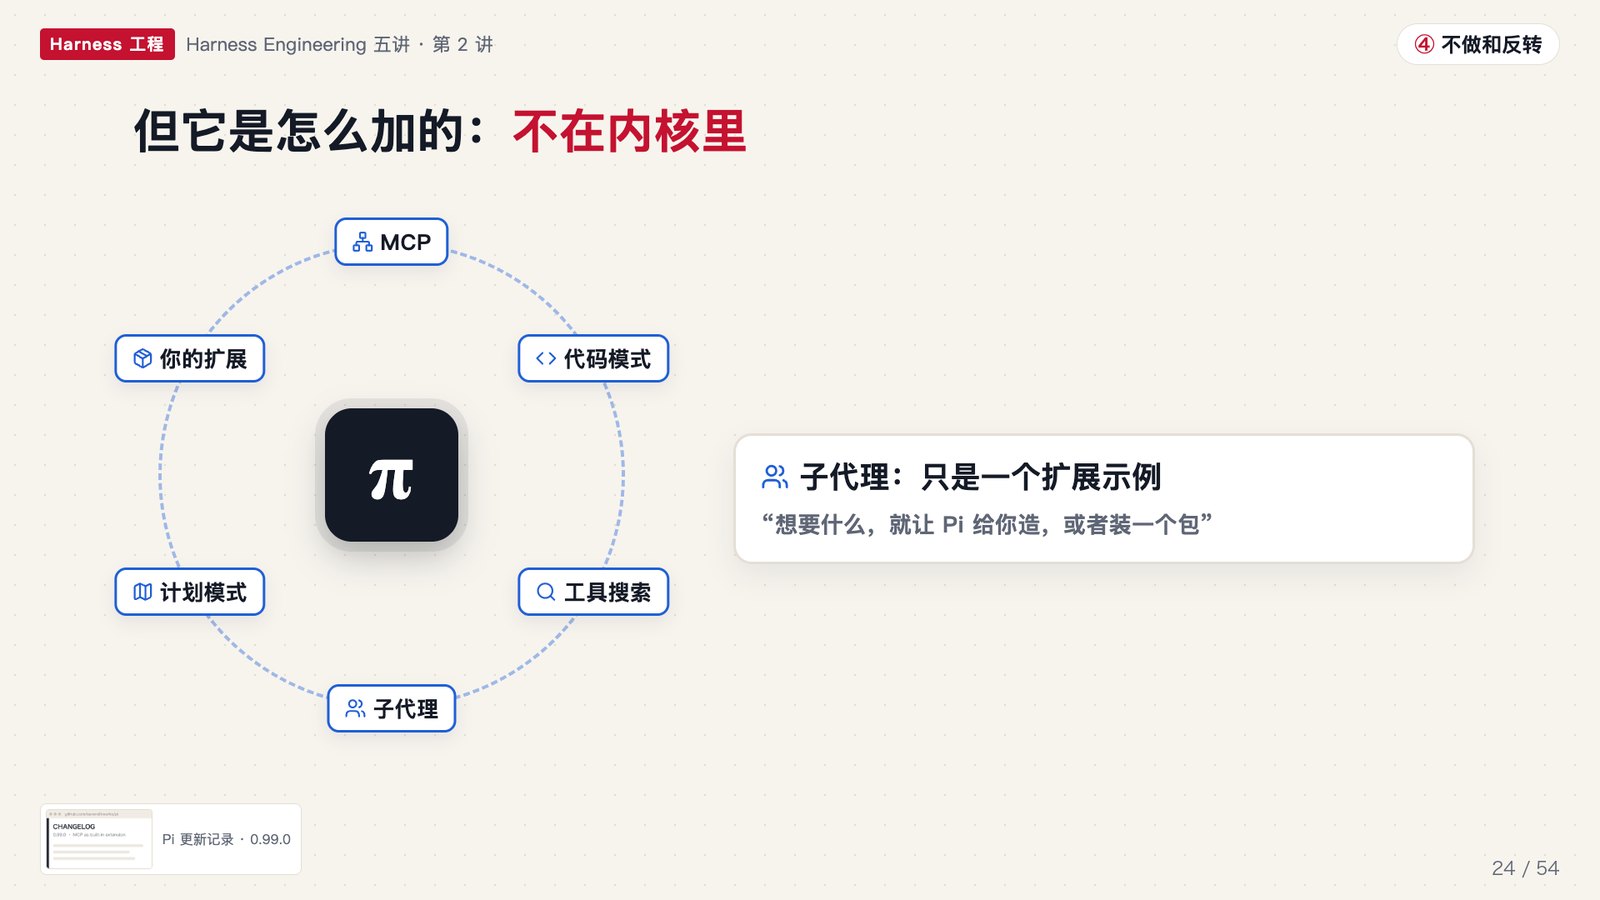 Harness 工程
Harness Engineering 五讲 · 第 2 讲
④ 不做和反转
但它是怎么加的：不在内核里
MCP
你的扩展
代码模式
π
计划模式
工具搜索
子代理
子代理：只是一个扩展示例
“想要什么，就让 Pi 给你造，或者装一个包”
CHANGELOG
Pi 更新记录 · 0.99.0
24 / 54